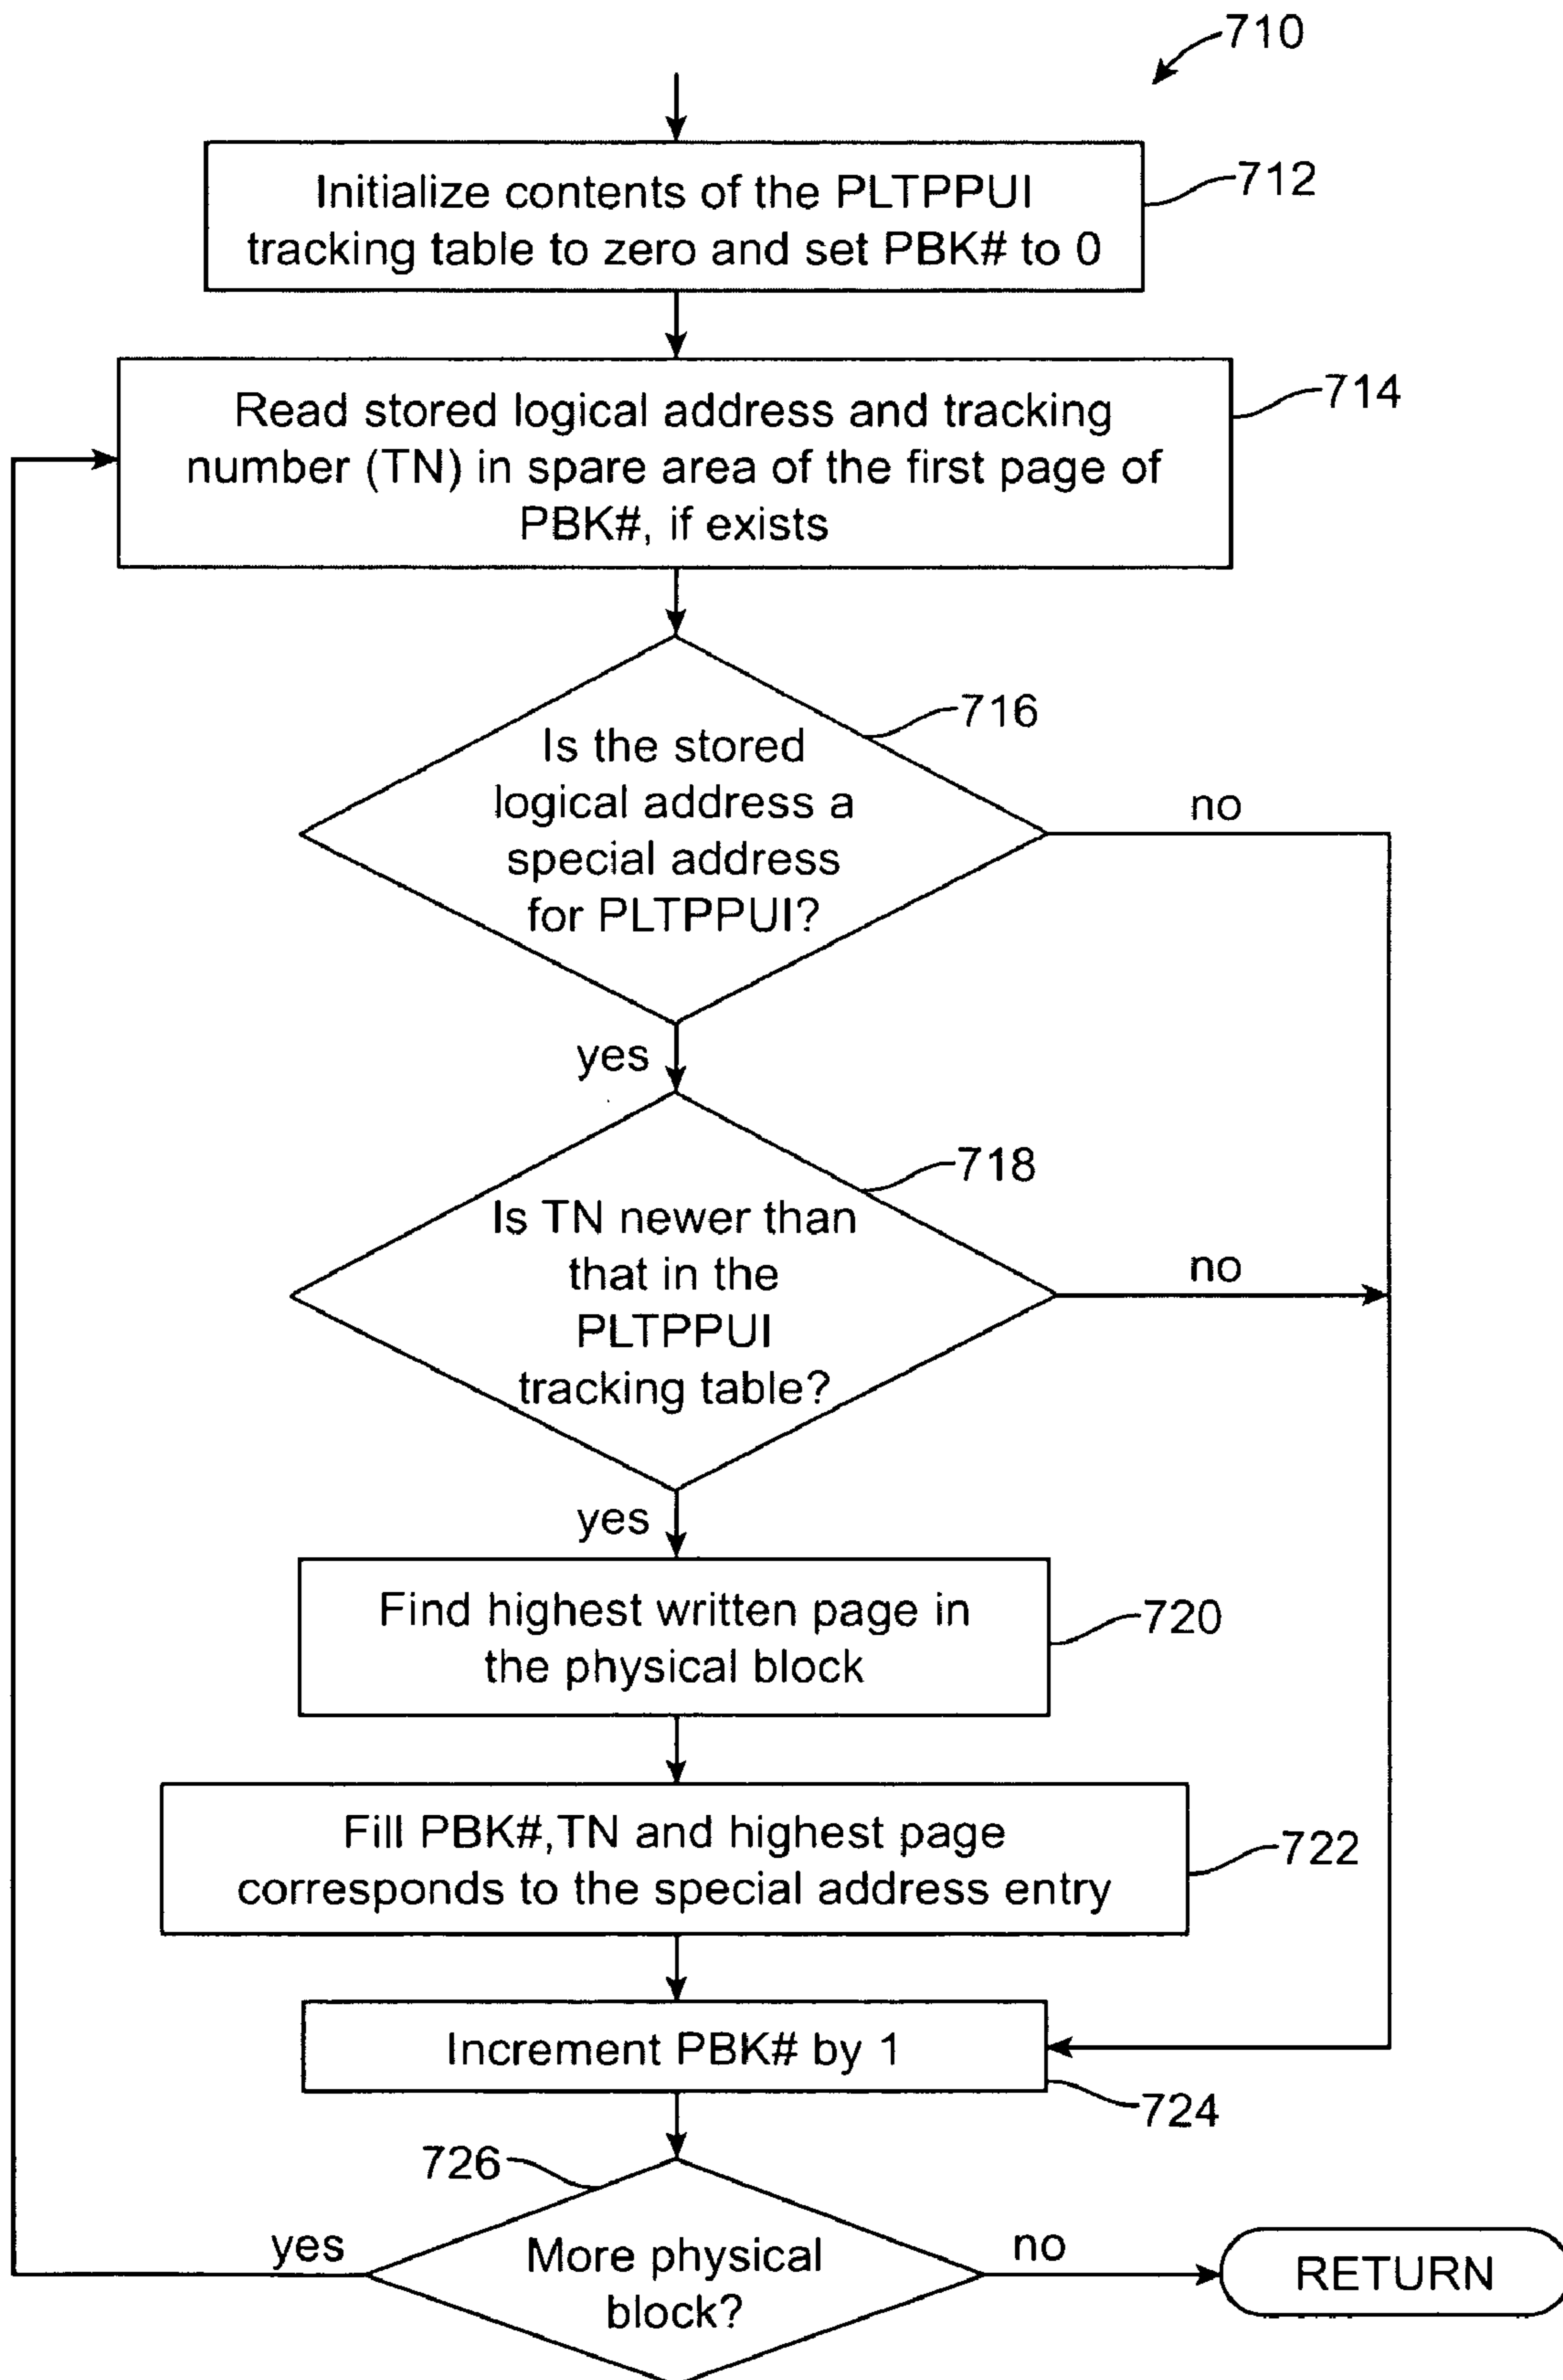 710
Initialize contents of the PLTPPUI
tracking table to zero and set PBK# to 0
712
Read stored logical address and tracking
number (TN) in spare area of the first page of
PBK#, if exists
714
716
Is the stored
logical address a
special address
for PLTPPUI?
no
yes
718
Is TN newer than
that in the
PLTPPUI
tracking table?
no
yes
Find highest written page in
the physical block
720
Fill PBK#,TN and highest page
corresponds to the special address entry
722
Increment PBK# by 1
724
726
More physical
block?
yes
no
RETURN